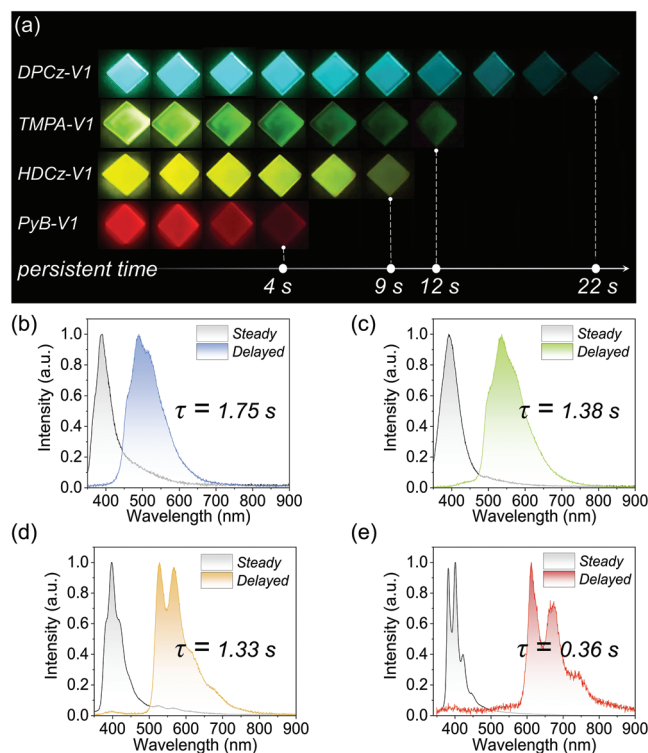 (a)
DPCz-V1
TMPA-V1
HDCz-V1
PyB-V1
persistent time
4 s 9 s 12 s 22 s
(b)
1.0
0.8
0.6
0.4
0.2
0.0
Intensity (a.u.)
Steady
Delayed
τ = 1.75 s
400 500 600 700 800 900
Wavelength (nm)
(c)
1.0
0.8
0.6
0.4
0.2
0.0
Intensity (a.u.)
Steady
Delayed
τ = 1.38 s
400 500 600 700 800 900
Wavelength (nm)
(d)
1.0
0.8
0.6
0.4
0.2
0.0
Intensity (a.u.)
Steady
Delayed
τ = 1.33 s
400 500 600 700 800 900
Wavelength (nm)
(e)
1.0
0.8
0.6
0.4
0.2
0.0
Intensity (a.u.)
Steady
Delayed
τ = 0.36 s
400 500 600 700 800 900
Wavelength (nm)